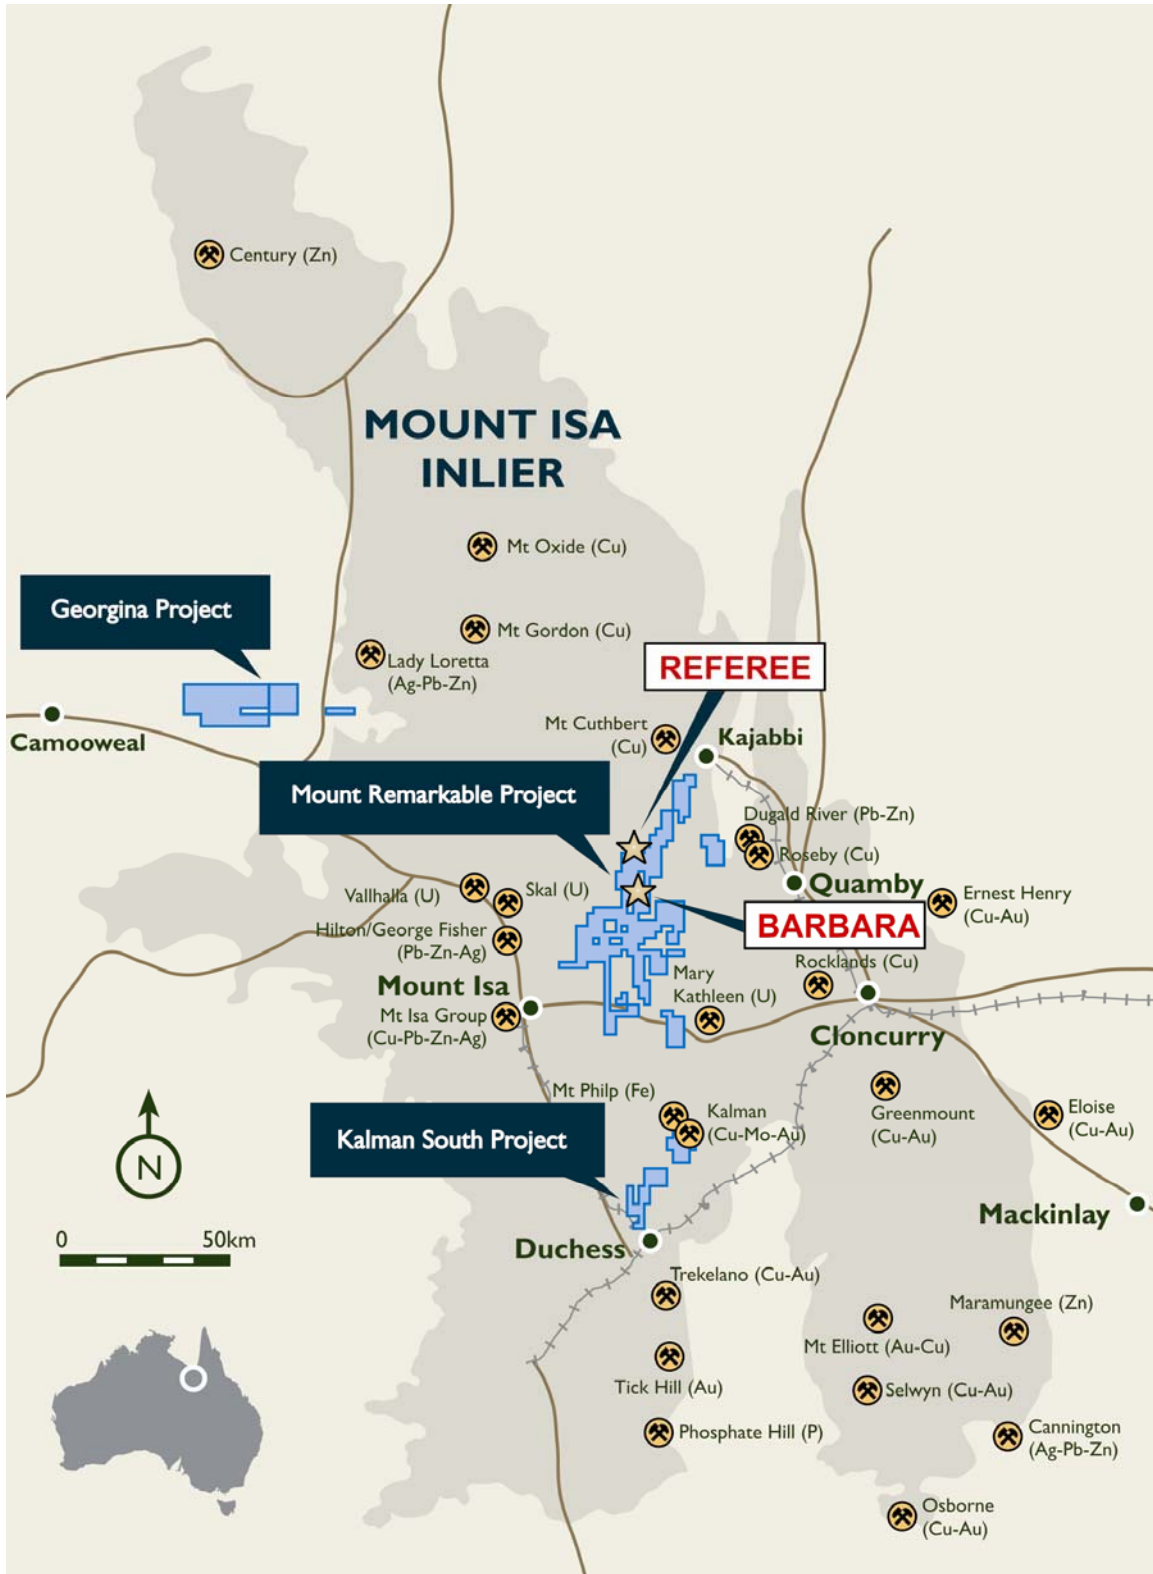 Century (Zn)
MOUNT ISA
INLIER
Mt Oxide (Cu)
Georgina Project
Mt Gordon (Cu)
Lady Loretta
(Ag-Pb-Zn)
REFEREE
Camooweal
Mt Cuthbert
(Cu)
Kajabbi
Mount Remarkable Project
Dugald River (Pb-Zn)
Roseby (Cu)
Vallhalla (U)
Skal (U)
Quamby
Ernest Henry
(Cu-Au)
Hilton/George Fisher
(Pb-Zn-Ag)
BARBARA
Rocklands (Cu)
Mary
Kathleen (U)
Mount Isa
Mt Isa Group
(Cu-Pb-Zn-Ag)
Cloncurry
Mt Philp (Fe)
Kalman
(Cu-Mo-Au)
Greenmount
(Cu-Au)
Eloise
(Cu-Au)
Kalman South Project
N
Mackinlay
0 50km
Duchess
Trekelano (Cu-Au)
Maramungee (Zn)
Mt Elliott (Au-Cu)
Tick Hill (Au)
Selwyn (Cu-Au)
Phosphate Hill (P)
Cannington
(Ag-Pb-Zn)
Osborne
(Cu-Au)